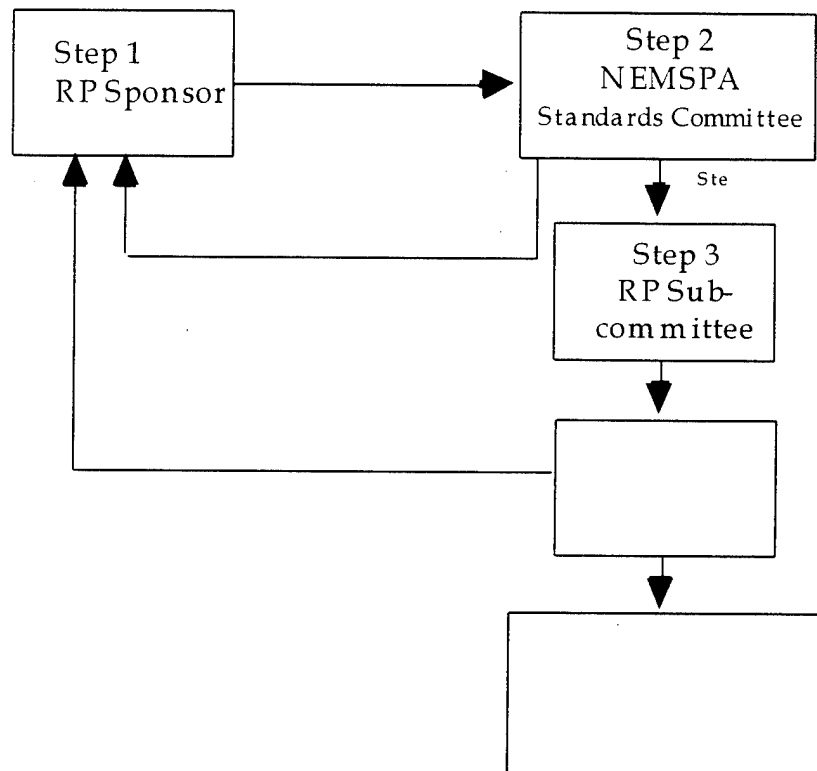 Step 1
RP Sponsor
Step 2
NEMSPA
Standards Committee
Ste
Step 3
RP Sub-
committee